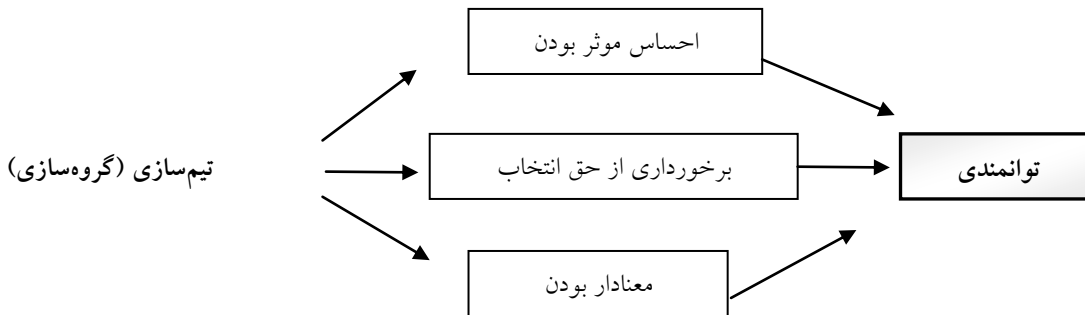 احساس موثر بودن
تیم‌سازی (گروه‌سازی)
برخورداری از حق انتخاب
توانمندی
معنادار بودن